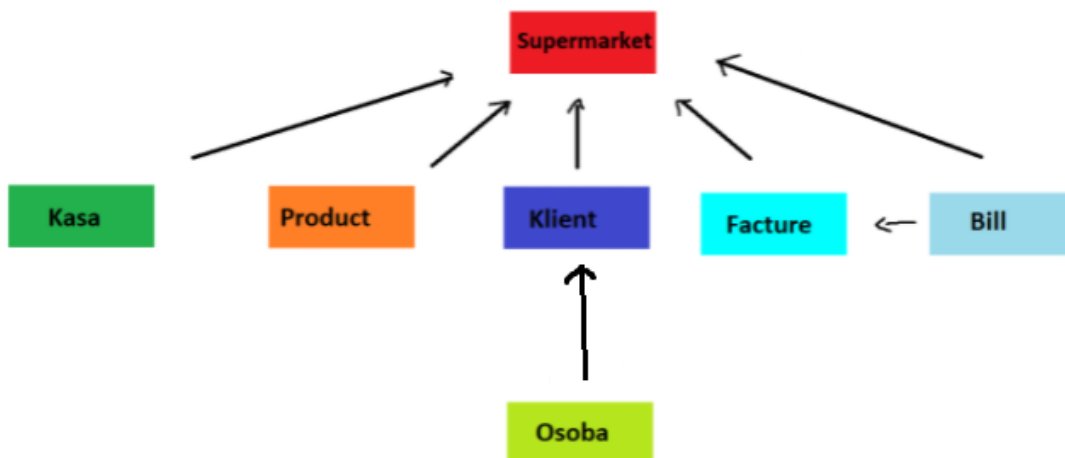 Supermarket
Kasa
Product
Klient
Facture
Bill
Osoba